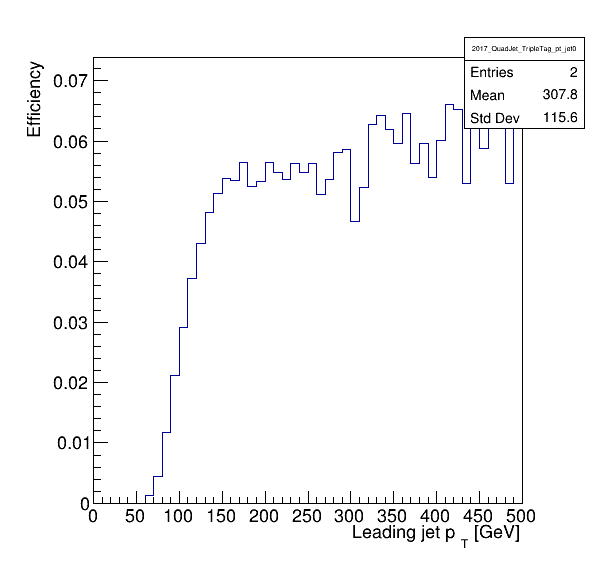 2017_QuadJet_TripleTag_pt_jet0
Entries 2
Mean 307.8
Std Dev 115.6
Efficiency
0.07
0.06
0.05
0.04
0.03
0.02
0.01
0
0 50 100 150 200 250 300 350 400 450 500
Leading jet p T [GeV]